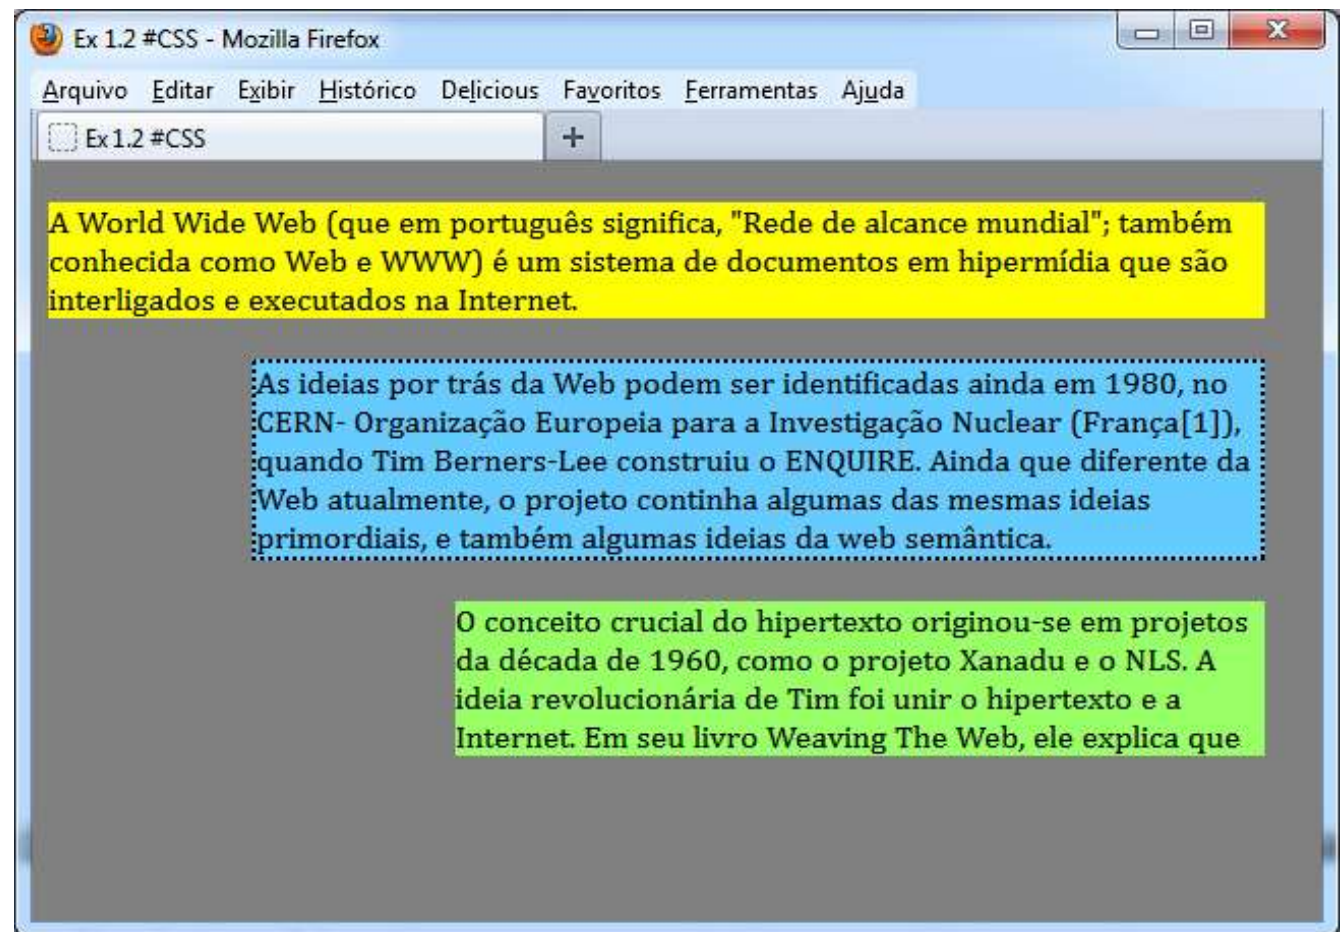 Ex 1.2 #CSS - Mozilla Firefox
Arquivo Editar Exibir Histórico Delicious Favoritos Ferramentas Ajuda
Ex 1.2 #CSS +
A World Wide Web (que em português significa, "Rede de alcance mundial"; também
conhecida como Web e WWW) é um sistema de documentos em hipermídia que são
interligados e executados na Internet.
As ideias por trás da Web podem ser identificadas ainda em 1980, no
CERN- Organização Europeia para a Investigação Nuclear (França[1]),
quando Tim Berners-Lee construiu o ENQUIRE. Ainda que diferente da
Web atualmente, o projeto continha algumas das mesmas ideias
primordiais, e também algumas ideias da web semântica.
O conceito crucial do hipertexto originou-se em projetos
da década de 1960, como o projeto Xanadu e o NLS. A
ideia revolucionária de Tim foi unir o hipertexto e a
Internet. Em seu livro Weaving The Web, ele explica que